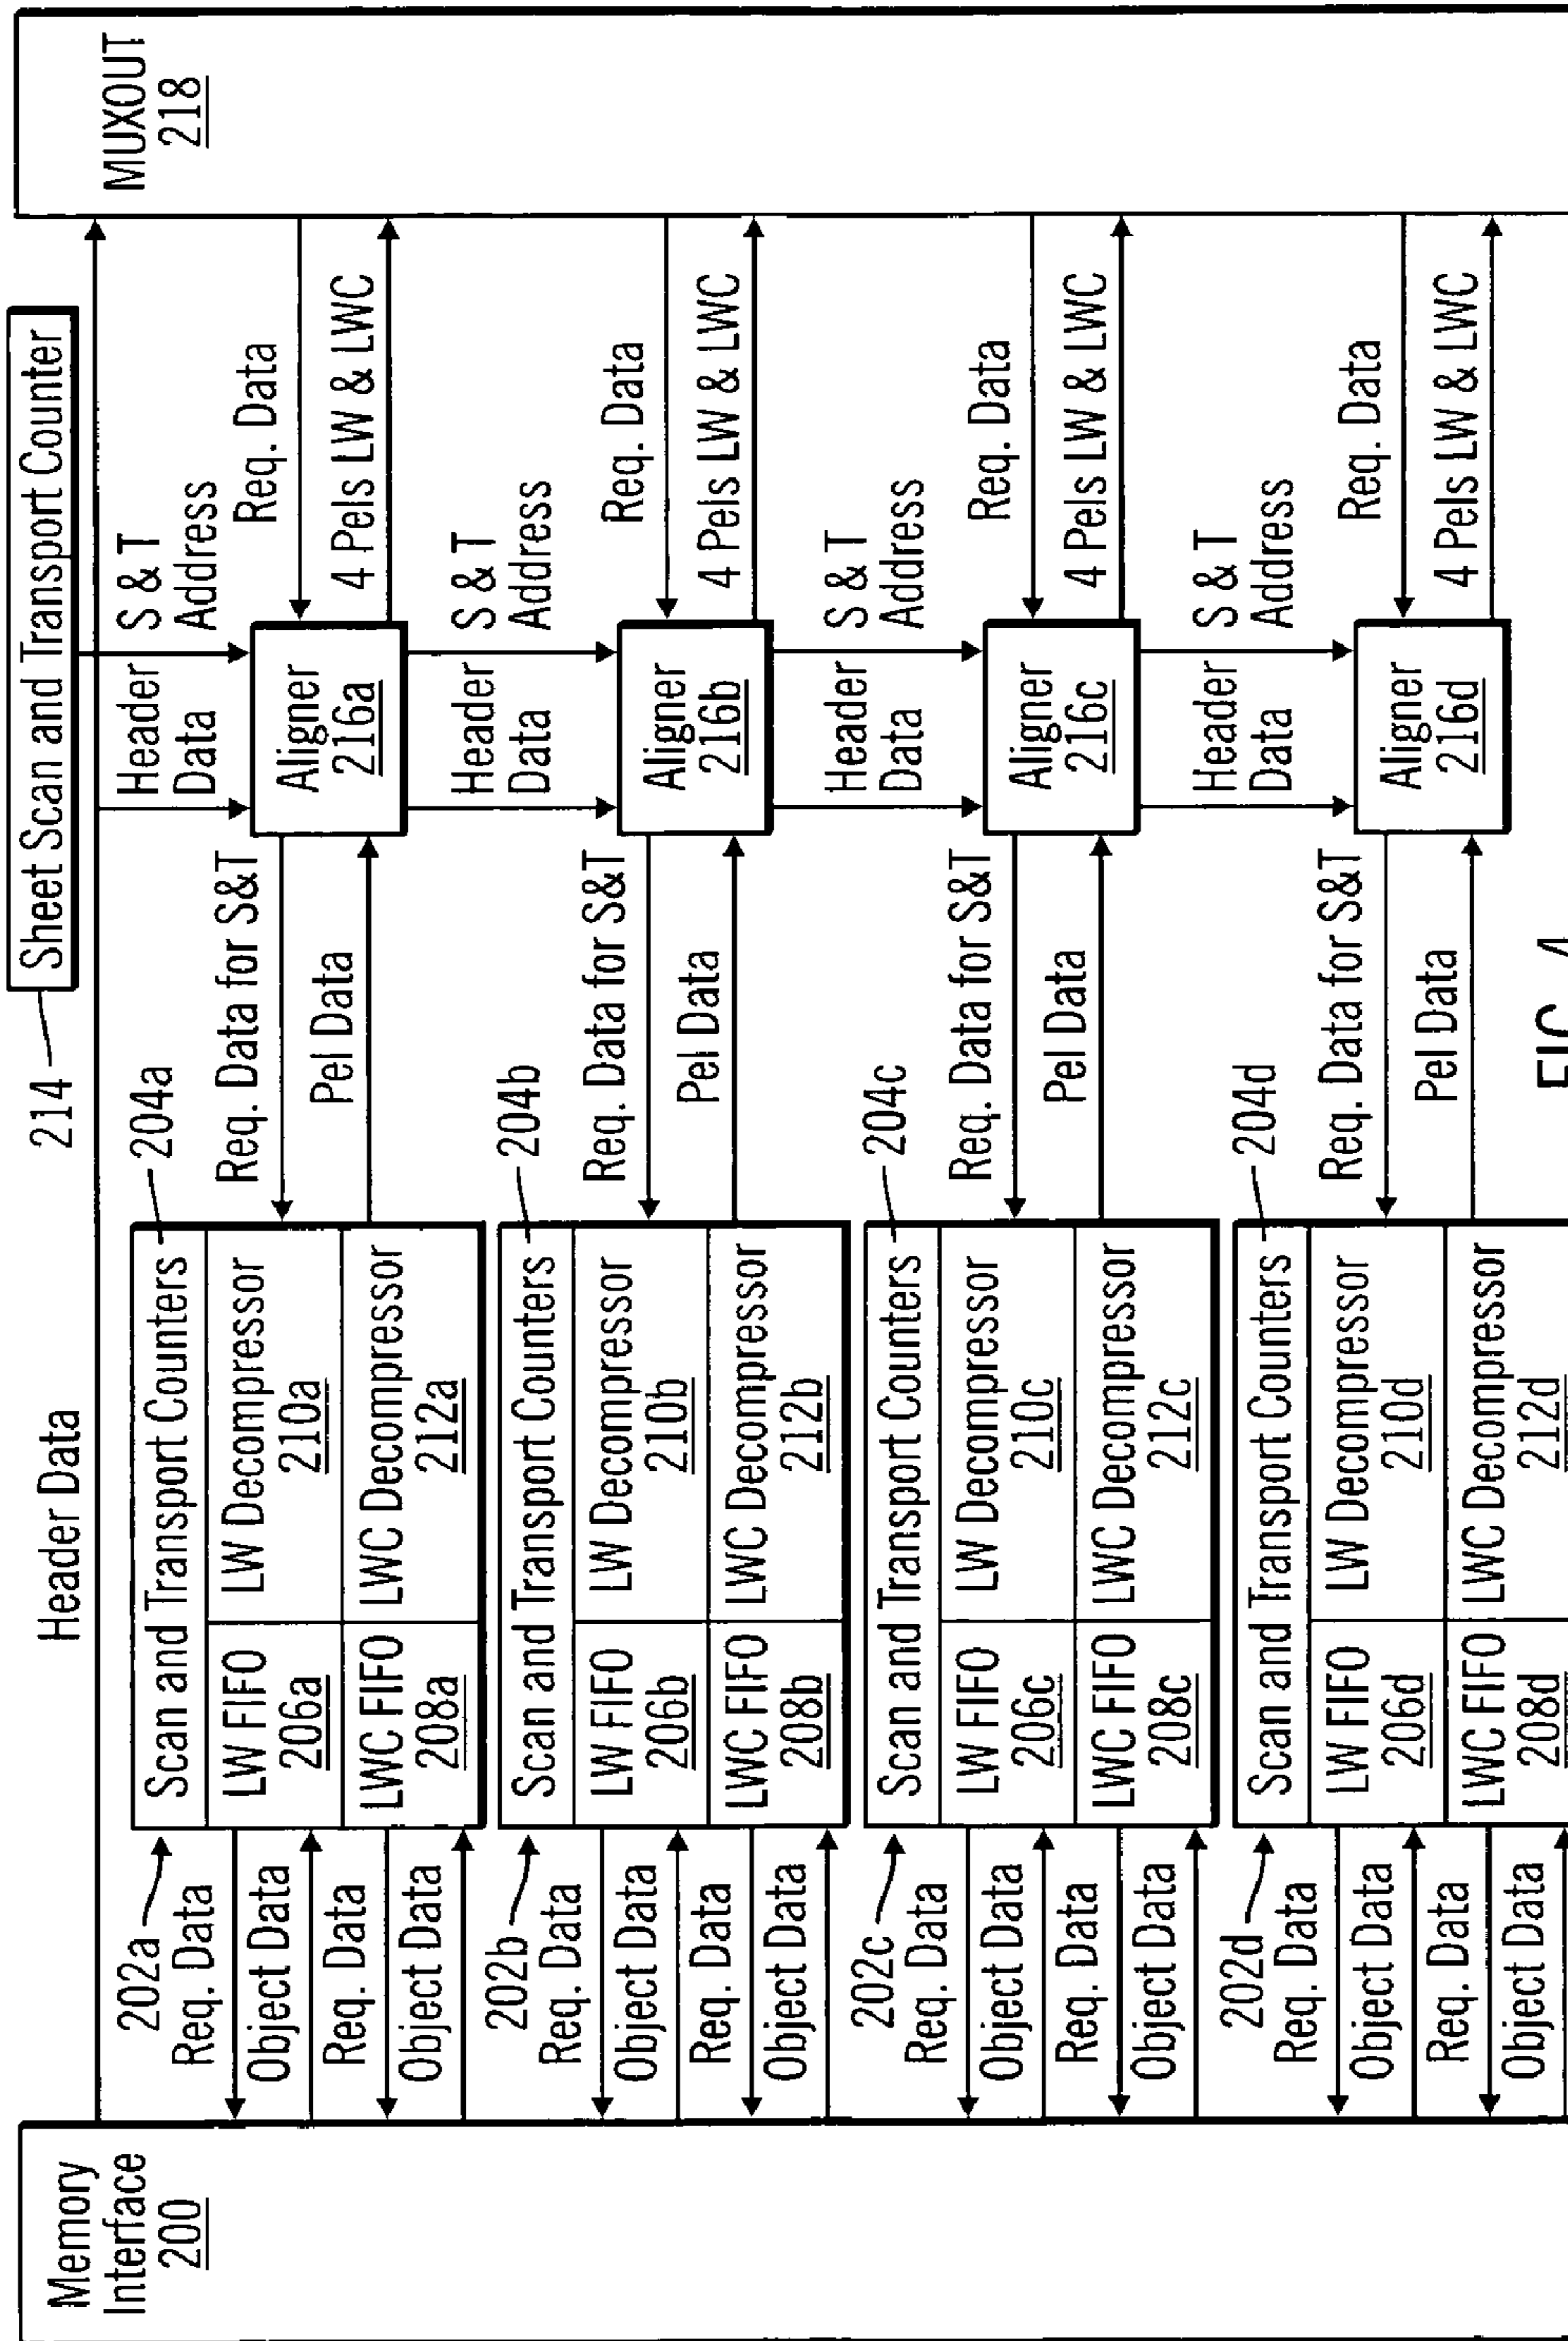 214
Sheet Scan and Transport Counter
Header Data
Memory
Interface
200
MUXOUT
218
202a
Req. Data
Object Data
Req. Data
Object Data
204a
Scan and Transport Counters
LW FIFO
206a
LW Decompressor
210a
LWC FIFO
208a
LWC Decompressor
212a
Req. Data for S&T
Pel Data
Header
Data
S & T
Address
Aligner
216a
Req. Data
4 Pels LW & LWC
202b
Req. Data
Object Data
Req. Data
Object Data
204b
Scan and Transport Counters
LW FIFO
206b
LW Decompressor
210b
LWC FIFO
208b
LWC Decompressor
212b
Req. Data for S&T
Pel Data
Header
Data
S & T
Address
Aligner
216b
Req. Data
4 Pels LW & LWC
202c
Req. Data
Object Data
Req. Data
Object Data
204c
Scan and Transport Counters
LW FIFO
206c
LW Decompressor
210c
LWC FIFO
208c
LWC Decompressor
212c
Req. Data for S&T
Pel Data
Header
Data
S & T
Address
Aligner
216c
Req. Data
4 Pels LW & LWC
202d
Req. Data
Object Data
Req. Data
Object Data
204d
Scan and Transport Counters
LW FIFO
206d
LW Decompressor
210d
LWC FIFO
208d
LWC Decompressor
212d
Req. Data for S&T
Pel Data
Header
Data
S & T
Address
Aligner
216d
Req. Data
4 Pels LW & LWC